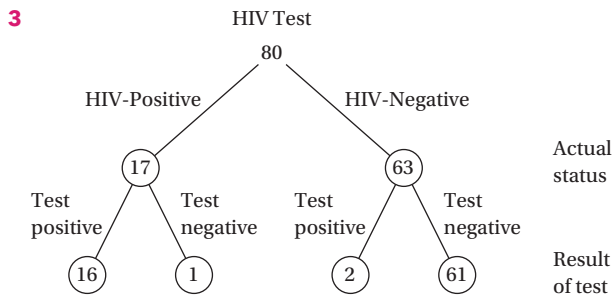 3
HIV Test
80
HIV-Positive
HIV-Negative
17
63
Actual
status
Test
positive
Test
negative
Test
positive
Test
negative
16
1
2
61
Result
of test